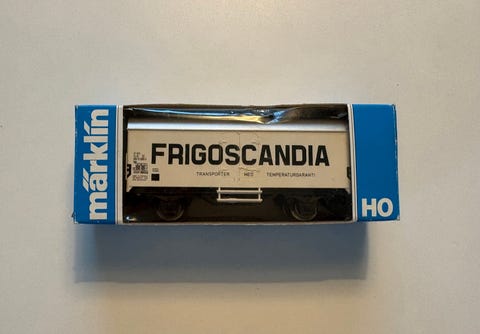 märklin
FRIGOSCANDIA
TRANSPORTER MED TEMPERATURGARANTI
HO